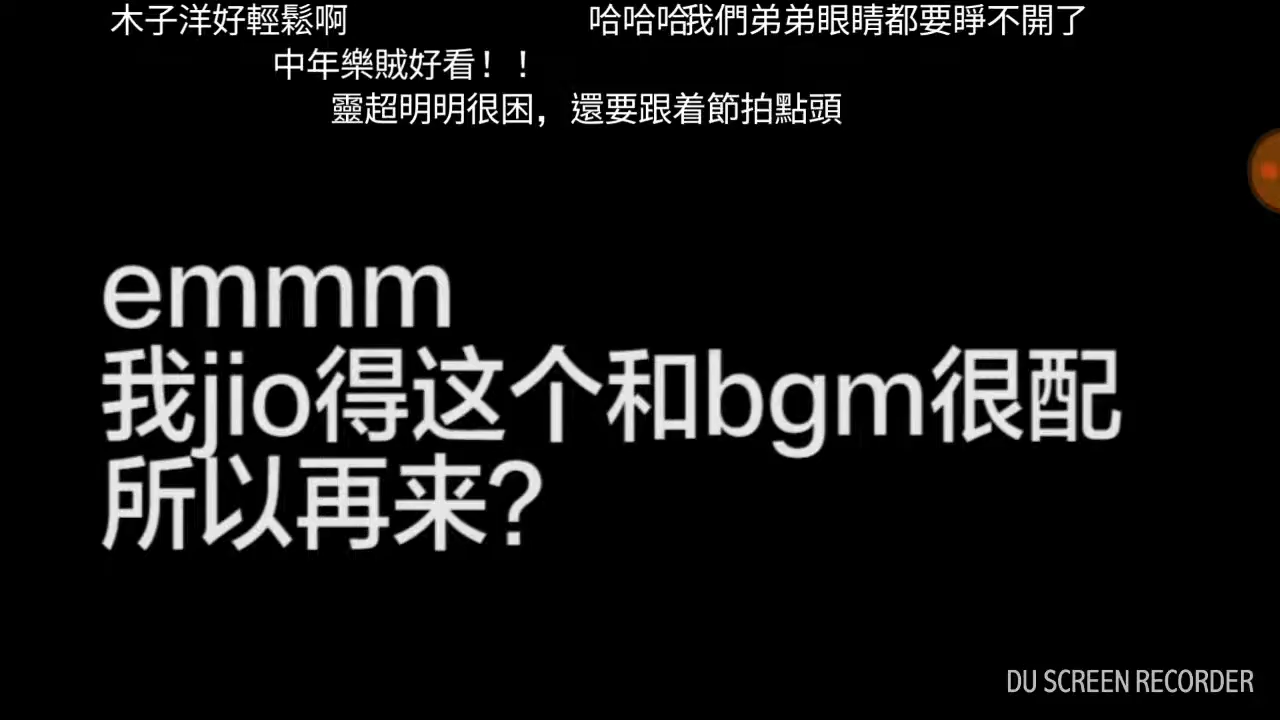 木子洋好輕鬆啊
哈哈哈我們弟弟眼睛都要睜不開了
中年樂賊好看！！
靈超明明很困，還要跟着節拍點頭
emmm
我jio得这个和bgm很配
所以再来?
DU SCREEN RECORDER